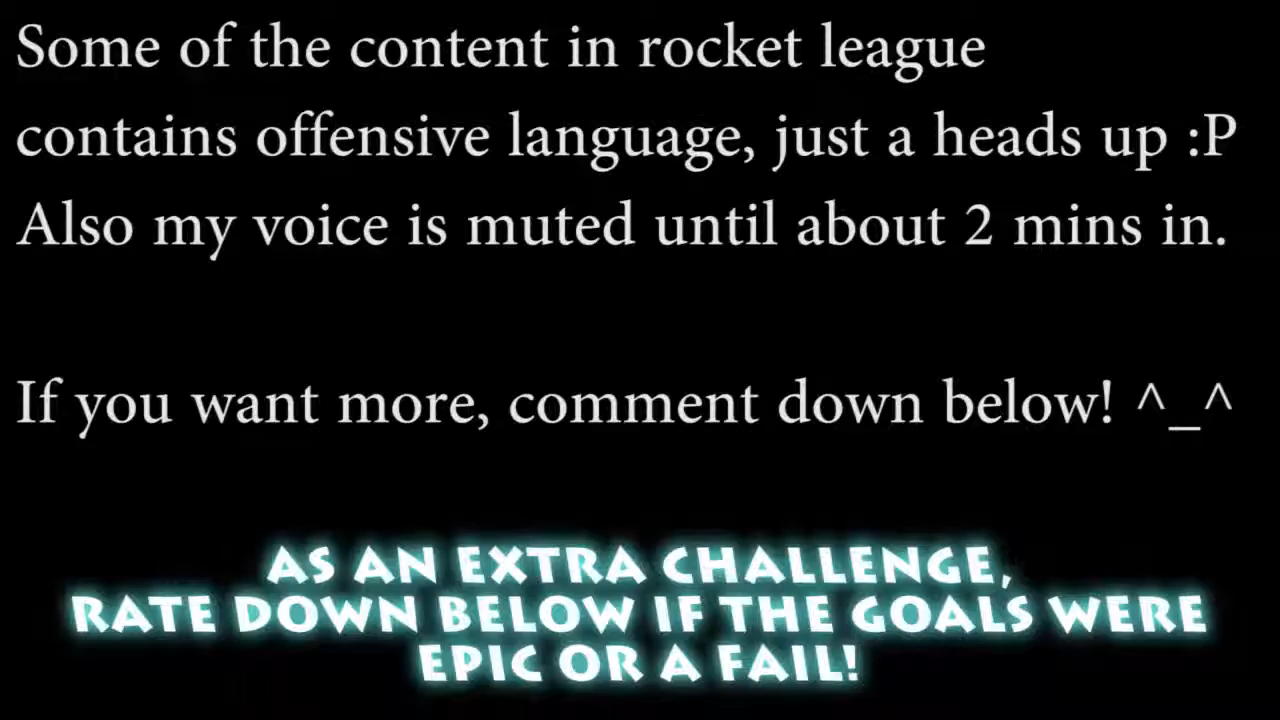 Some of the content in rocket league
contains offensive language, just a heads up :P
Also my voice is muted until about 2 mins in.
If you want more, comment down below! ^_^
AS AN EXTRA CHALLENGE,
RATE DOWN BELOW IF THE GOALS WERE
EPIC OR A FAIL!